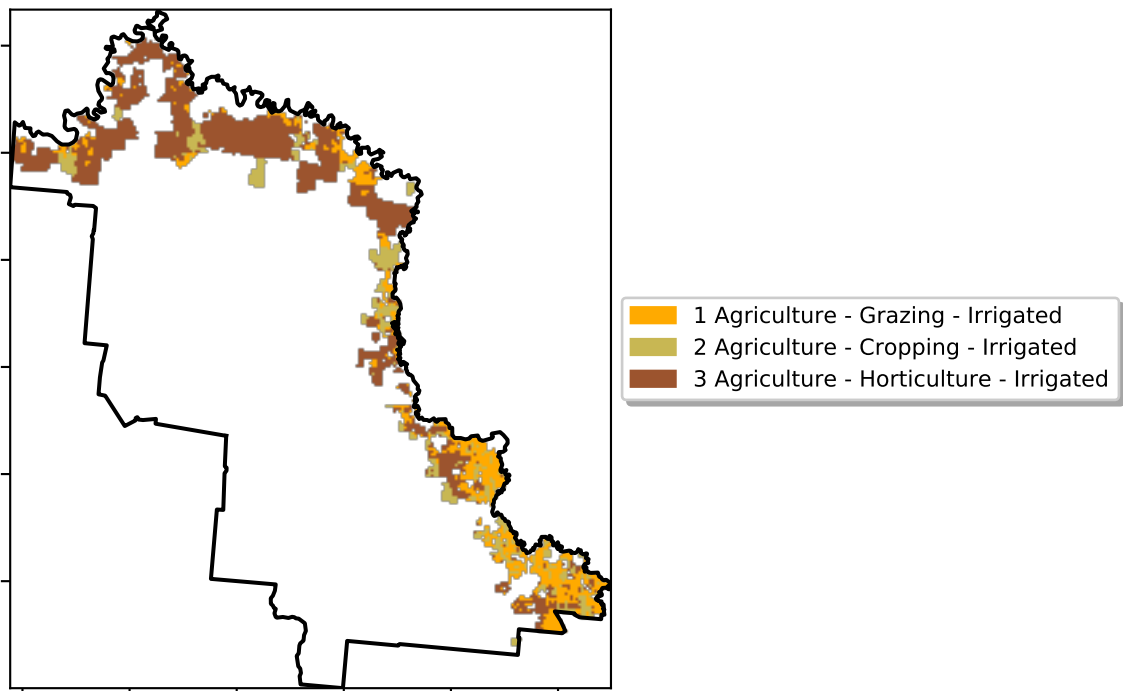 1 Agriculture - Grazing - Irrigated
2 Agriculture - Cropping - Irrigated
3 Agriculture - Horticulture - Irrigated